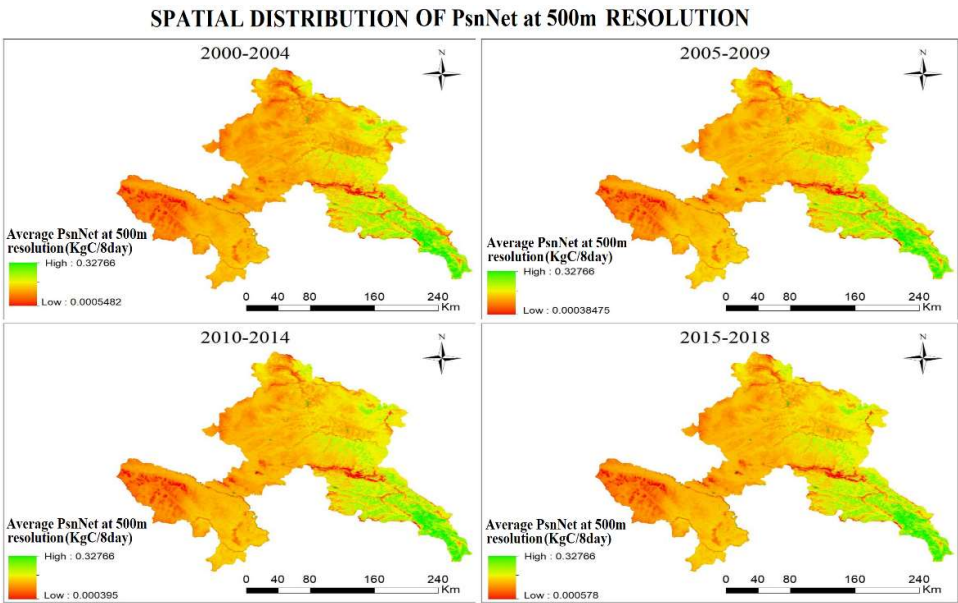 SPATIAL DISTRIBUTION OF PsnNet at 500m RESOLUTION
2000-2004
N
Average PsnNet at 500m
resolution(KgC/8day)
High : 0.32766
Low : 0.0005482
0 40 80 160 240
Km
2005-2009
N
Average PsnNet at 500m
resolution(KgC/8day)
High : 0.32766
Low : 0.00038475
0 40 80 160 240
Km
2010-2014
N
Average PsnNet at 500m
resolution(KgC/8day)
High : 0.32766
Low : 0.000395
0 40 80 160 240
Km
2015-2018
N
Average PsnNet at 500m
resolution(KgC/8day)
High : 0.32766
Low : 0.000578
0 40 80 160 240
Km